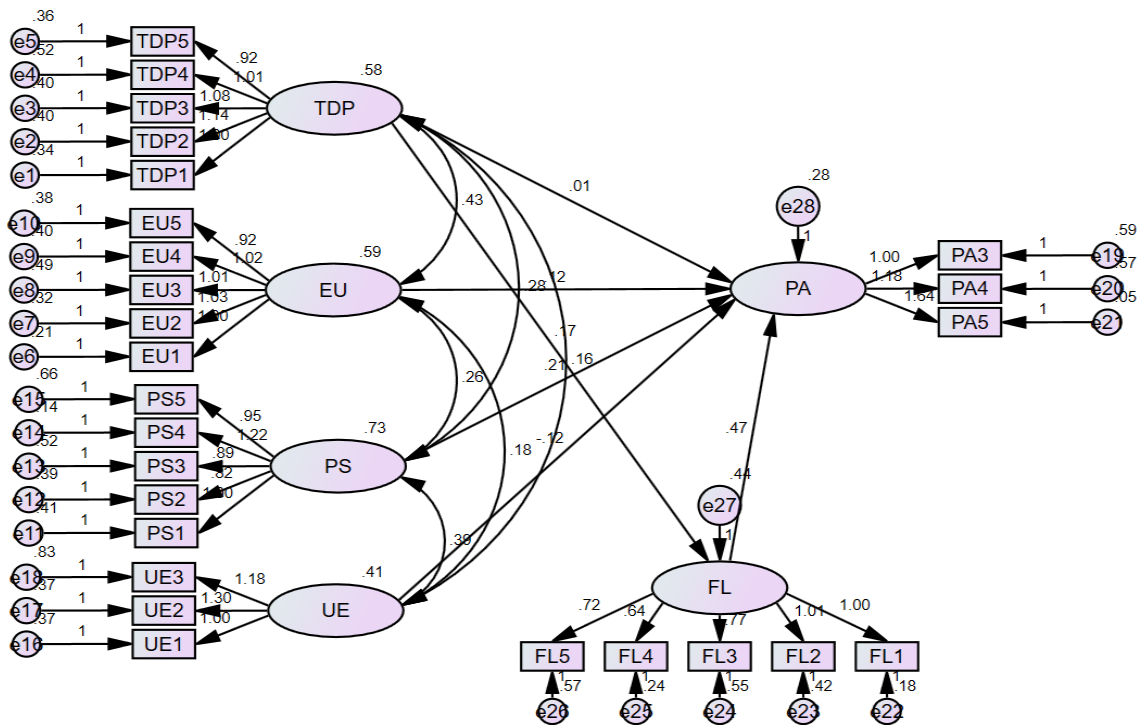 .36
e5 1 TDP5
.52
e4 1 TDP4
.40
e3 1 TDP3
.40
e2 1 TDP2
.34
e1 1 TDP1
.92
1.01
1.08
1.14
TDP
.58
.38
e10 1 EU5
.40
e9 1 EU4
.49
e8 1 EU3
.32
e7 1 EU2
.21
e6 1 EU1
.92
1.02
1.01
1.03
EU
.59
.66
e15 1 PS5
.14
e14 1 PS4
.52
e13 1 PS3
.39
e12 1 PS2
.41
e11 1 PS1
.95
1.22
.89
.82
PS
.73
.83
e18 1 UE3
.37
e17 1 UE2
.37
e16 1 UE1
1.18
1.30
1.00
UE
.41
.43
.28
.26
.21
.18
.39
.01
.12
.17
.16
-.12
.47
.28
e28
1
PA
1.00
1.18
1.64
PA3 1 e19
.59
PA4 1 e20
.57
PA5 1 e21
.05
.44
e27
1
FL
.72
.64
.77
1.01
1.00
FL5 FL4 FL3 FL2 FL1
1 1 1 1 1
.57 .24 .55 .42 .18
e26 e25 e24 e23 e22